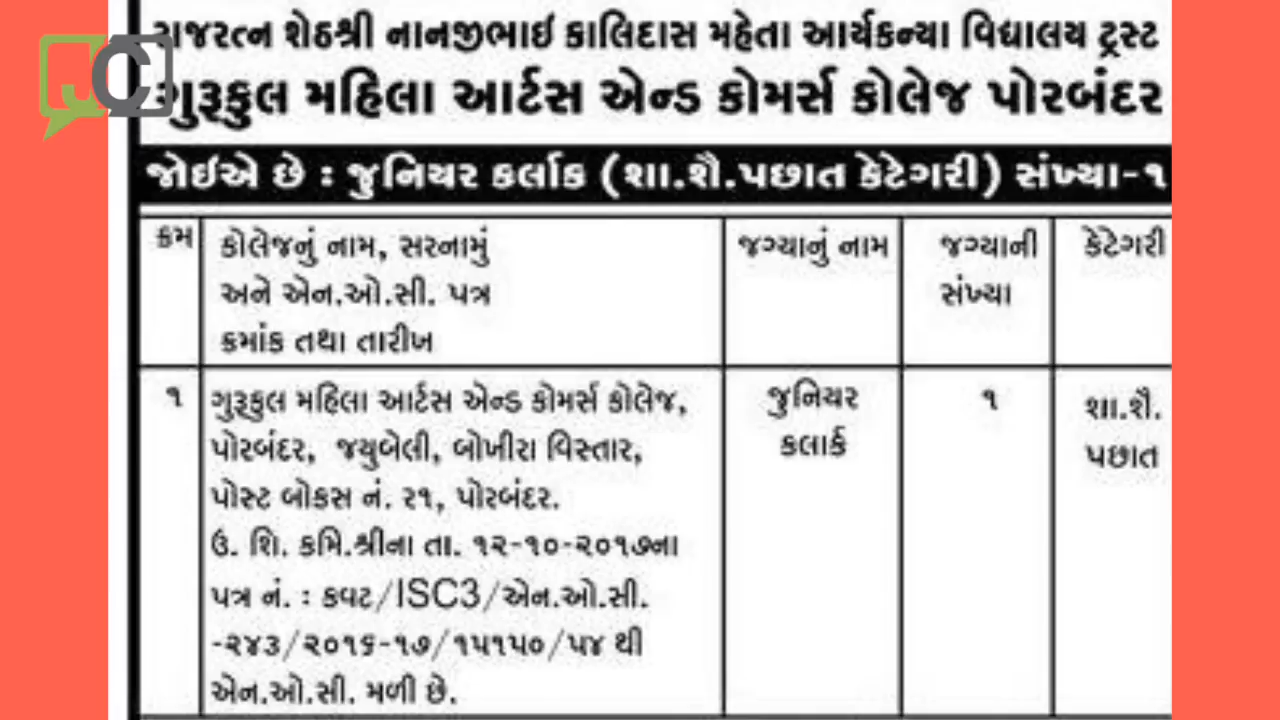 JC
રાજરત્ન શેઠશ્રી નાનજીભાઈ કાલિદાસ મહેતા આર્યકન્યા વિદ્યાલય ટ્રસ્ટ
ગુરૂકુલ મહિલા આર્ટસ એન્ડ કોમર્સ કોલેજ પોરબંદર
જોઈએ છે : જુનિયર કર્લાક (શા.શૈ.પછાત કેટેગરી) સંખ્યા-૧
ક્રમ
કોલેજનું નામ, સરનામું
અને એન.ઓ.સી. પત્ર
ક્રમાંક તથા તારીખ
જગ્યાનું નામ
જગ્યાની
સંખ્યા
કેટેગરી
૧
ગુરૂકુલ મહિલા આર્ટસ એન્ડ કોમર્સ કોલેજ,
પોરબંદર, જયુબેલી, બોખીરા વિસ્તાર,
પોસ્ટ બોકસ નં. ૨૧, પોરબંદર.
ઉં. શિ. કમિ.શ્રીના તા. ૧૨-૧૦-૨૦૧૭ના
પત્ર નં. : કવટ/ISC3/એન.ઓ.સી.
-૨૪૩/૨૦૧૬-૧૭/૧૫૧૫૦/૫૪ થી
એન.ઓ.સી. મળી છે.
જુનિયર
કલાર્ક
૧
શા.શૈ.
પછાત